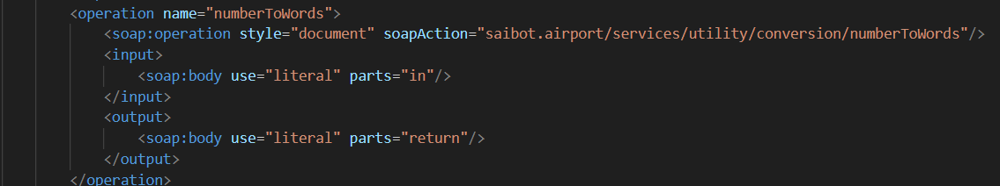 <operation name="numberToWords">
<soap:operation style="document" soapAction="saibot.airport/services/utility/conversion/numberToWords"/>
<input>
<soap:body use="literal" parts="in"/>
</input>
<output>
<soap:body use="literal" parts="return"/>
</output>
</operation>